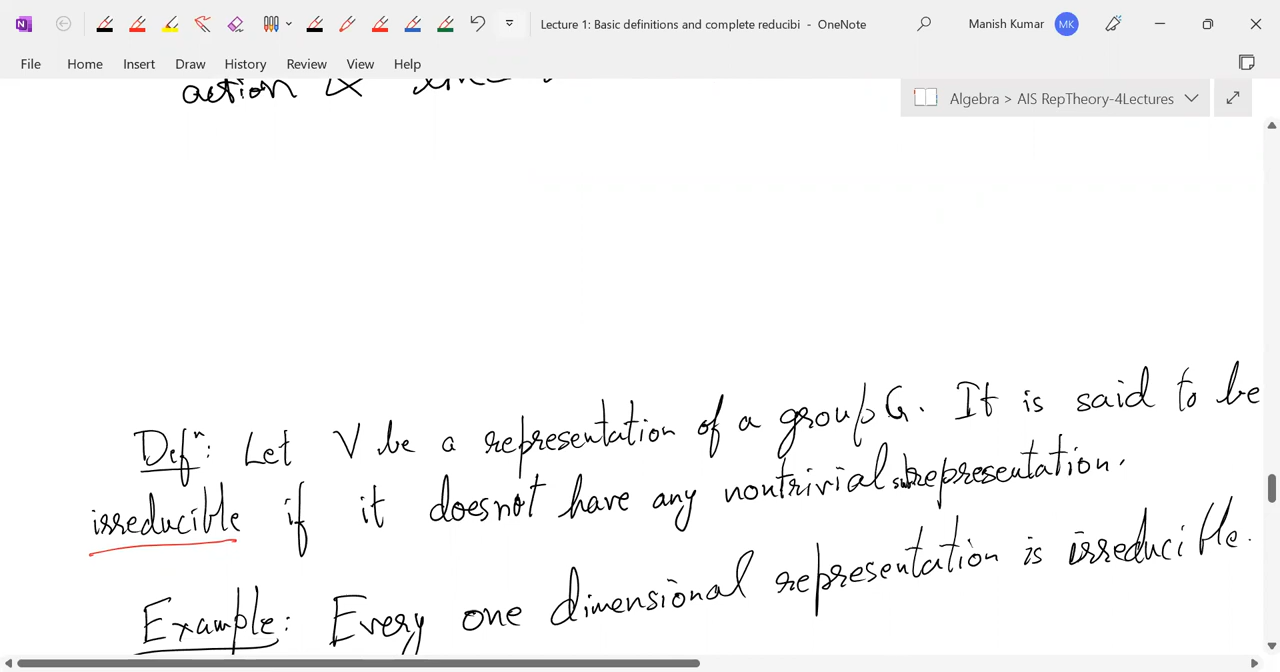 Lecture 1: Basic definitions and complete reducibi - OneNote
Manish Kumar
MK
File Home Insert Draw History Review View Help
action &
Algebra > AIS RepTheory-4Lectures
Defⁿ: Let V be a representation of a group G. It is said to be
irreducible if it doesnot have any nontrivial subrepresentation.
Example: Every one dimensional representation is irreducible.